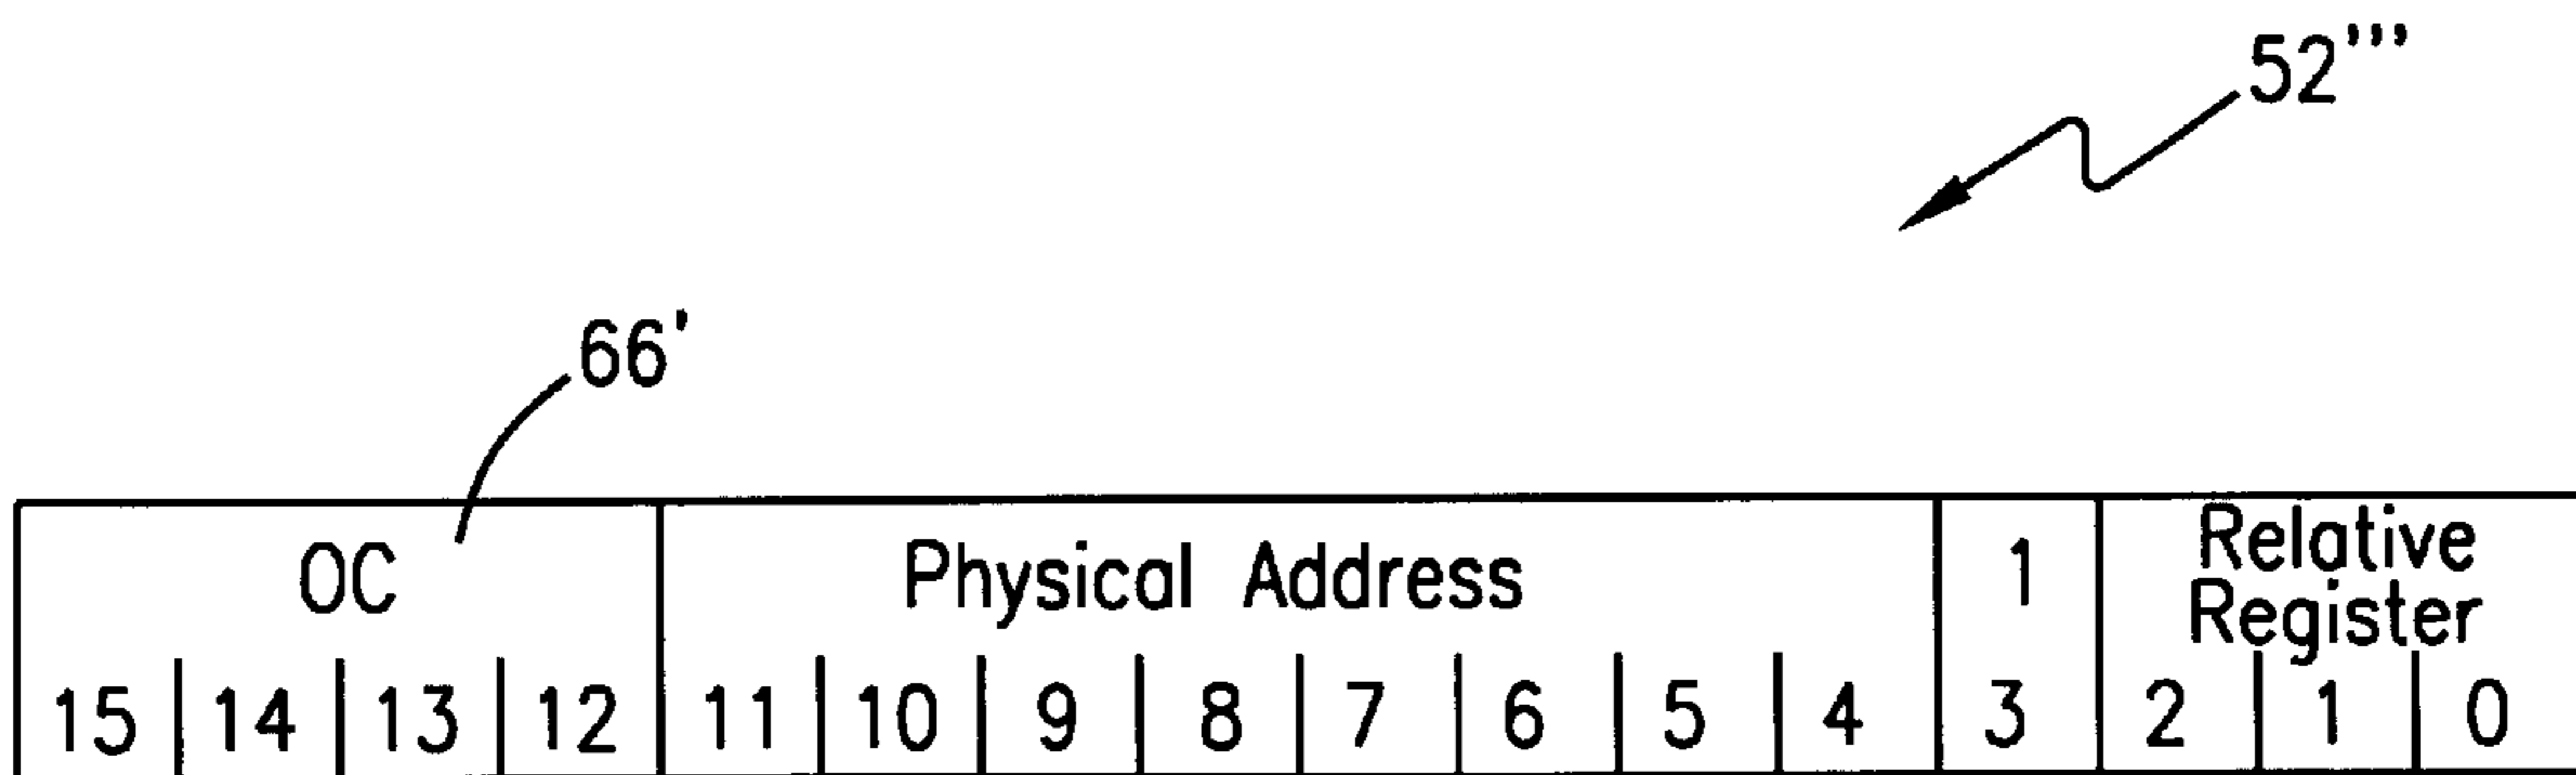 52'''
66'
OC Physical Address 1 Relative
Register
15 14 13 12 11 10 9 8 7 6 5 4 3 2 1 0